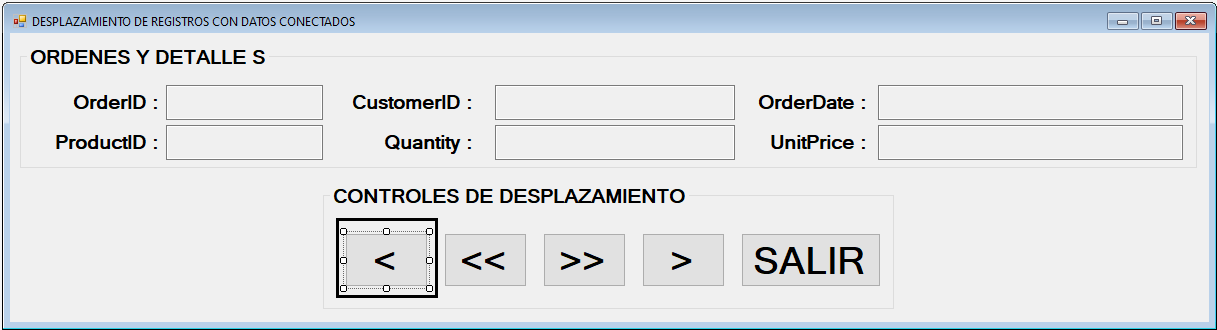 DESPLAZAMIENTO DE REGISTROS CON DATOS CONECTADOS
ORDENES Y DETALLE S
OrderID : CustomerID : OrderDate :
ProductID : Quantity : UnitPrice :
CONTROLES DE DESPLAZAMIENTO
< << >> > SALIR